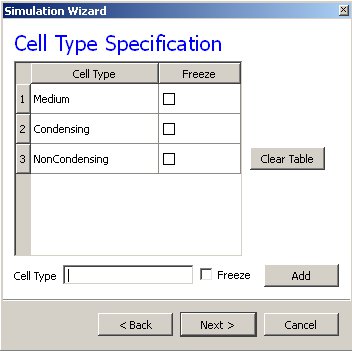 Simulation Wizard
Cell Type Specification
Cell Type Freeze
1 Medium
2 Condensing
3 NonCondensing
Clear Table
Cell Type Freeze Add
< Back Next > Cancel